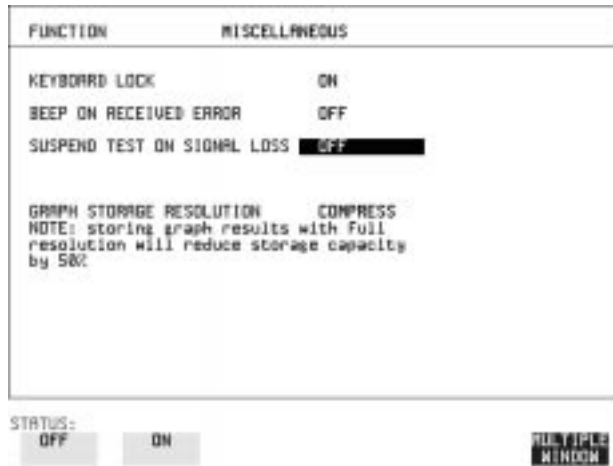 FUNCTION MISCELLANEOUS
KEYBOARD LOCK ON
BEEP ON RECEIVED ERROR OFF
SUSPEND TEST ON SIGNAL LOSS OFF
GRAPH STORAGE RESOLUTION COMPRESS
NOTE: storing graph results with Full
resolution will reduce storage capacity
by 50%
STATUS:
OFF ON MULTIPLE
WINDOW